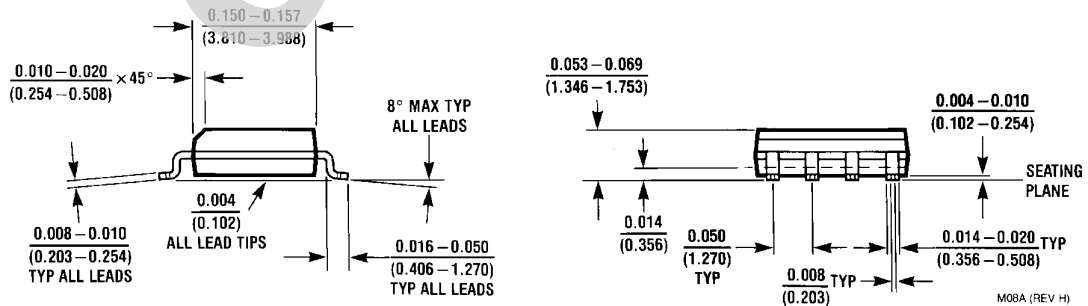 0.150 – 0.157
(3.810 – 3.988)
0.010 – 0.020
(0.254 – 0.508)
× 45°
8° MAX TYP
ALL LEADS
0.004
(0.102)
ALL LEAD TIPS
0.008 – 0.010
(0.203 – 0.254)
TYP ALL LEADS
0.016 – 0.050
(0.406 – 1.270)
TYP ALL LEADS
0.053 – 0.069
(1.346 – 1.753)
0.004 – 0.010
(0.102 – 0.254)
SEATING
PLANE
0.014
(0.356)
0.050
(1.270)
TYP
0.008
(0.203)
TYP
0.014 – 0.020
(0.356 – 0.508)
TYP
M08A (REV H)